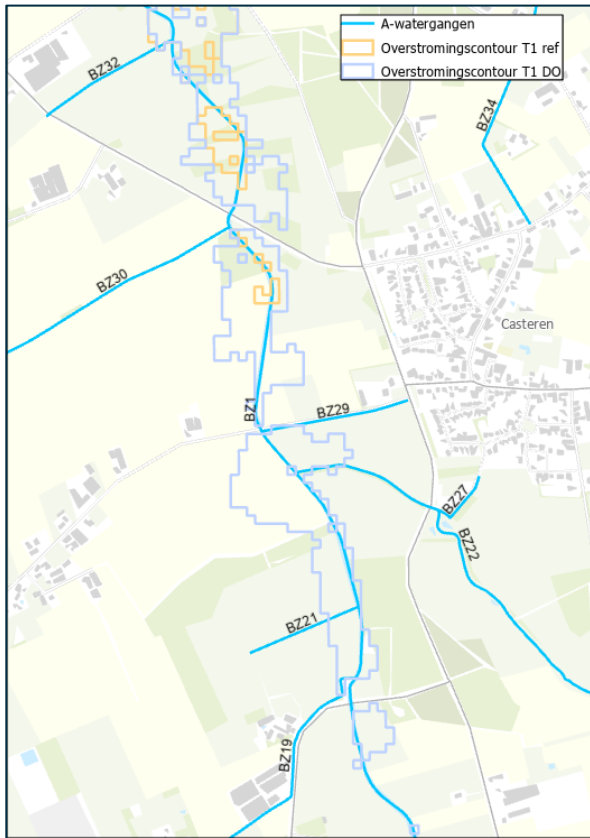 A-watergangen
Overstromingscontour T1 ref
Overstromingscontour T1 DO
BZ32
BZ34
BZ30
Casteren
BZ1
BZ29
BZ27
BZ22
BZ21
BZ19